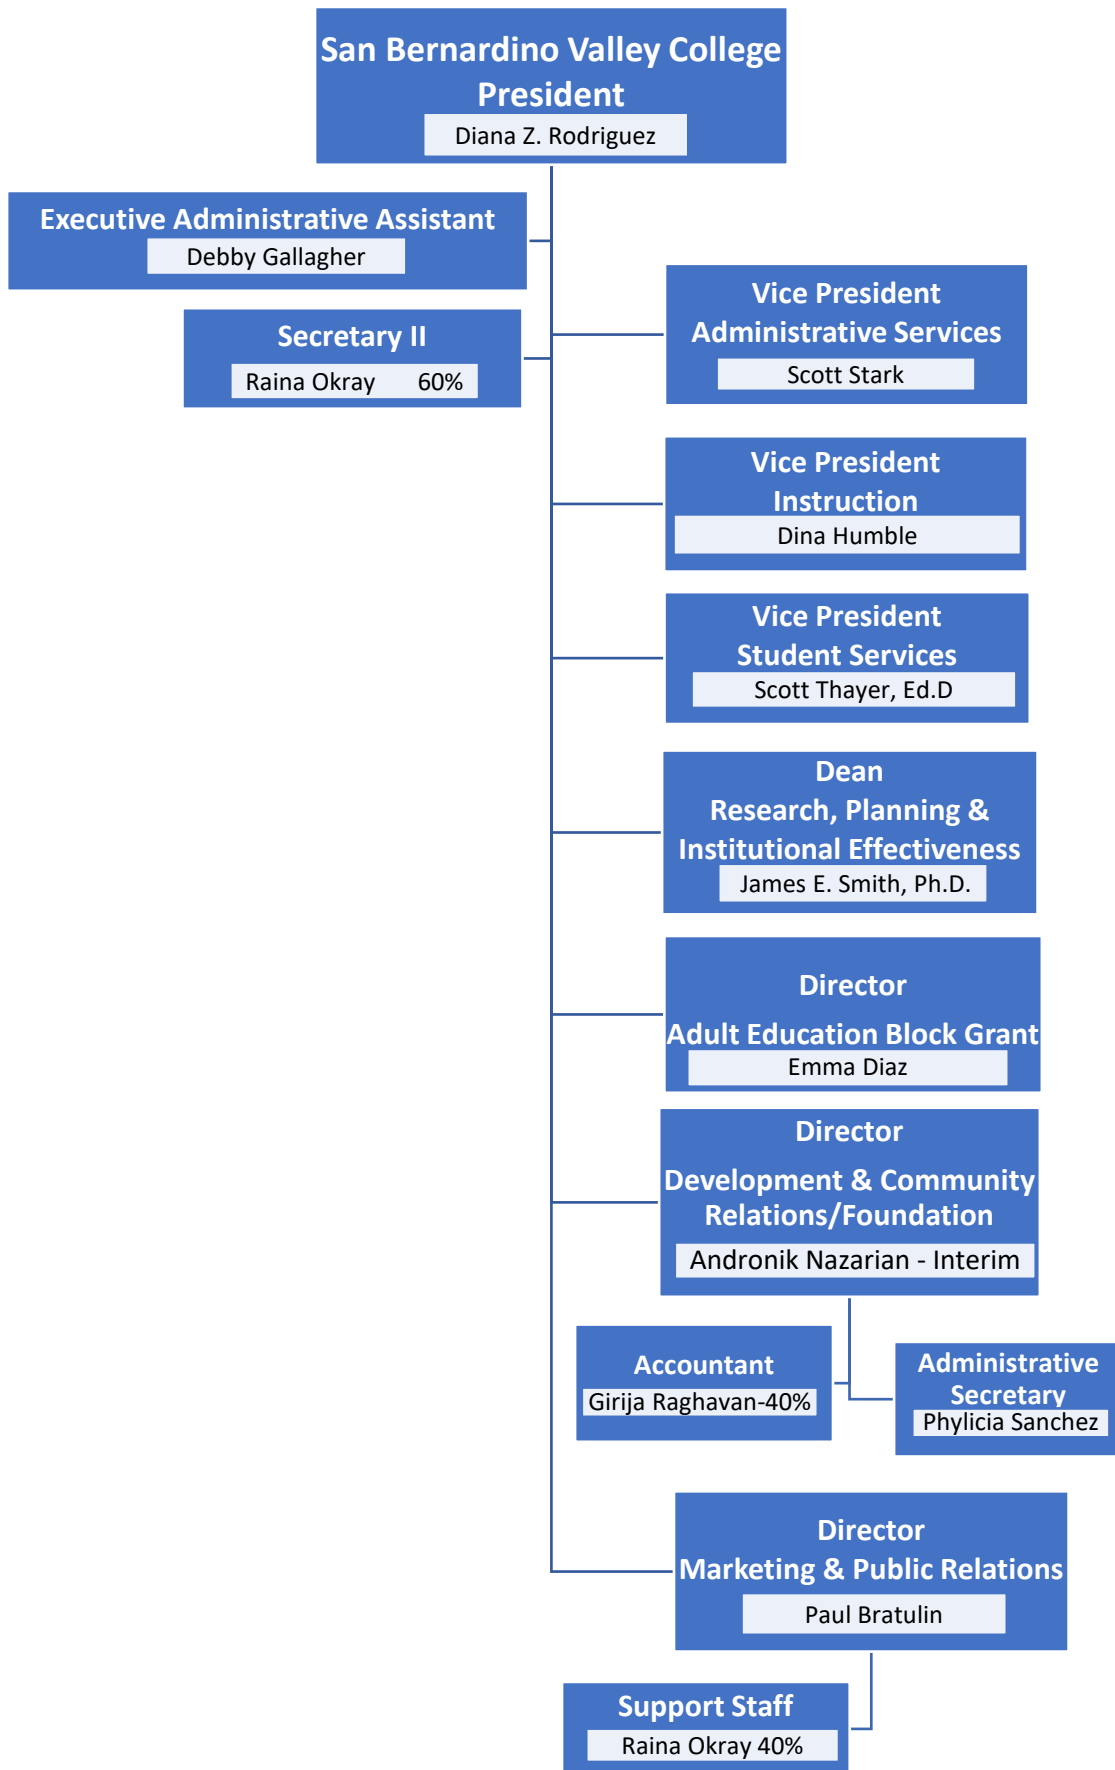 San Bernardino Valley College
President
Diana Z. Rodriguez
Executive Administrative Assistant
Debby Gallagher
Secretary II
Raina Okray 60%
Vice President
Administrative Services
Scott Stark
Vice President
Instruction
Dina Humble
Vice President
Student Services
Scott Thayer, Ed.D
Dean
Research, Planning &
Institutional Effectiveness
James E. Smith, Ph.D.
Director
Adult Education Block Grant
Emma Diaz
Director
Development & Community
Relations/Foundation
Andronik Nazarian - Interim
Accountant
Girija Raghavan-40%
Administrative
Secretary
Phylicia Sanchez
Director
Marketing & Public Relations
Paul Bratulin
Support Staff
Raina Okray 40%